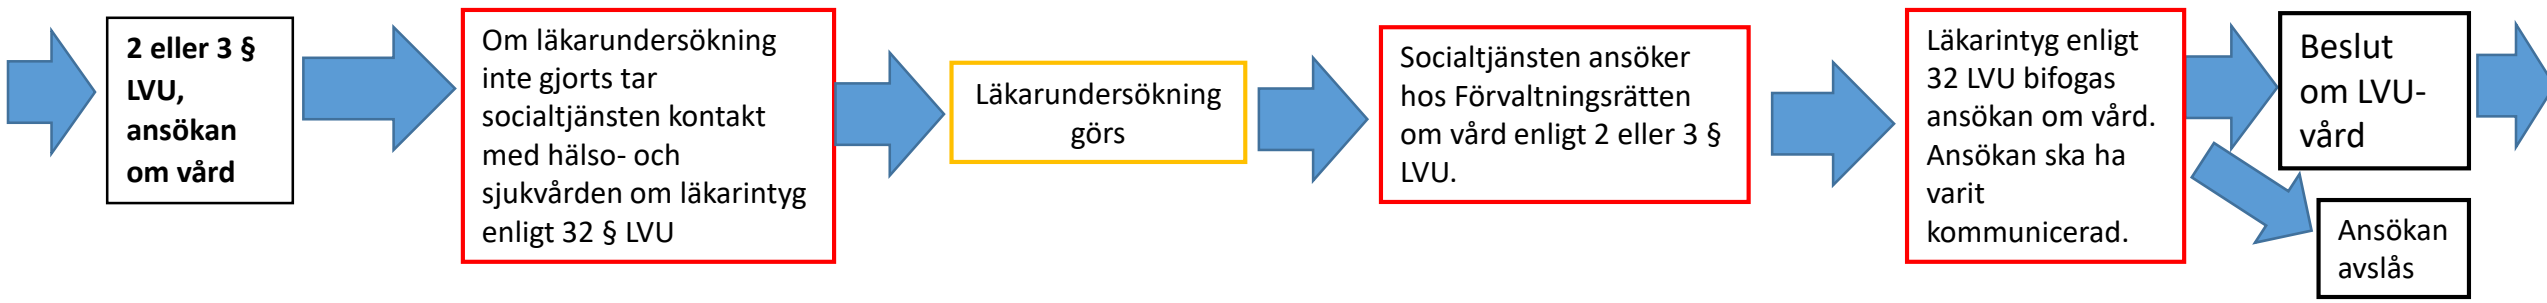 2 eller 3 §
LVU,
ansökan
om vård
Om läkarundersökning
inte gjorts tar
socialtjänsten kontakt
med hälso- och
sjukvården om läkarintyg
enligt 32 § LVU
Läkarundersökning
görs
Socialtjänsten ansöker
hos Förvaltningsrätten
om vård enligt 2 eller 3 §
LVU.
Läkarintyg enligt
32 LVU bifogas
ansökan om vård.
Ansökan ska ha
varit
kommunicerad.
Beslut
om LVU-
vård
Ansökan
avslås